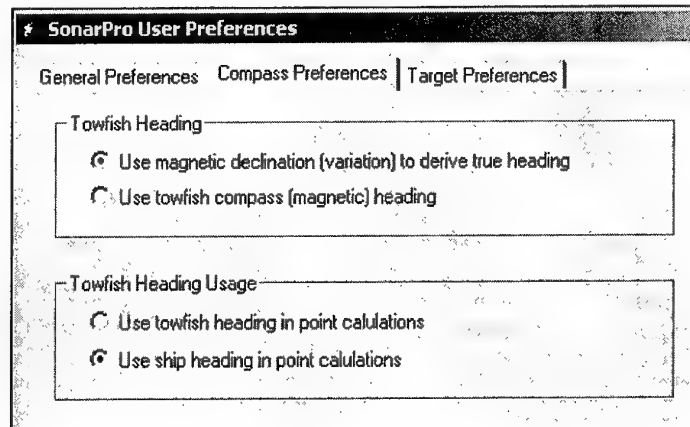 SonarPro User Preferences
General Preferences Compass Preferences Target Preferences
Towfish Heading
Use magnetic declination (variation) to derive true heading
Use towfish compass (magnetic) heading
Towfish Heading Usage
Use towfish heading in point calulations
Use ship heading in point calulations